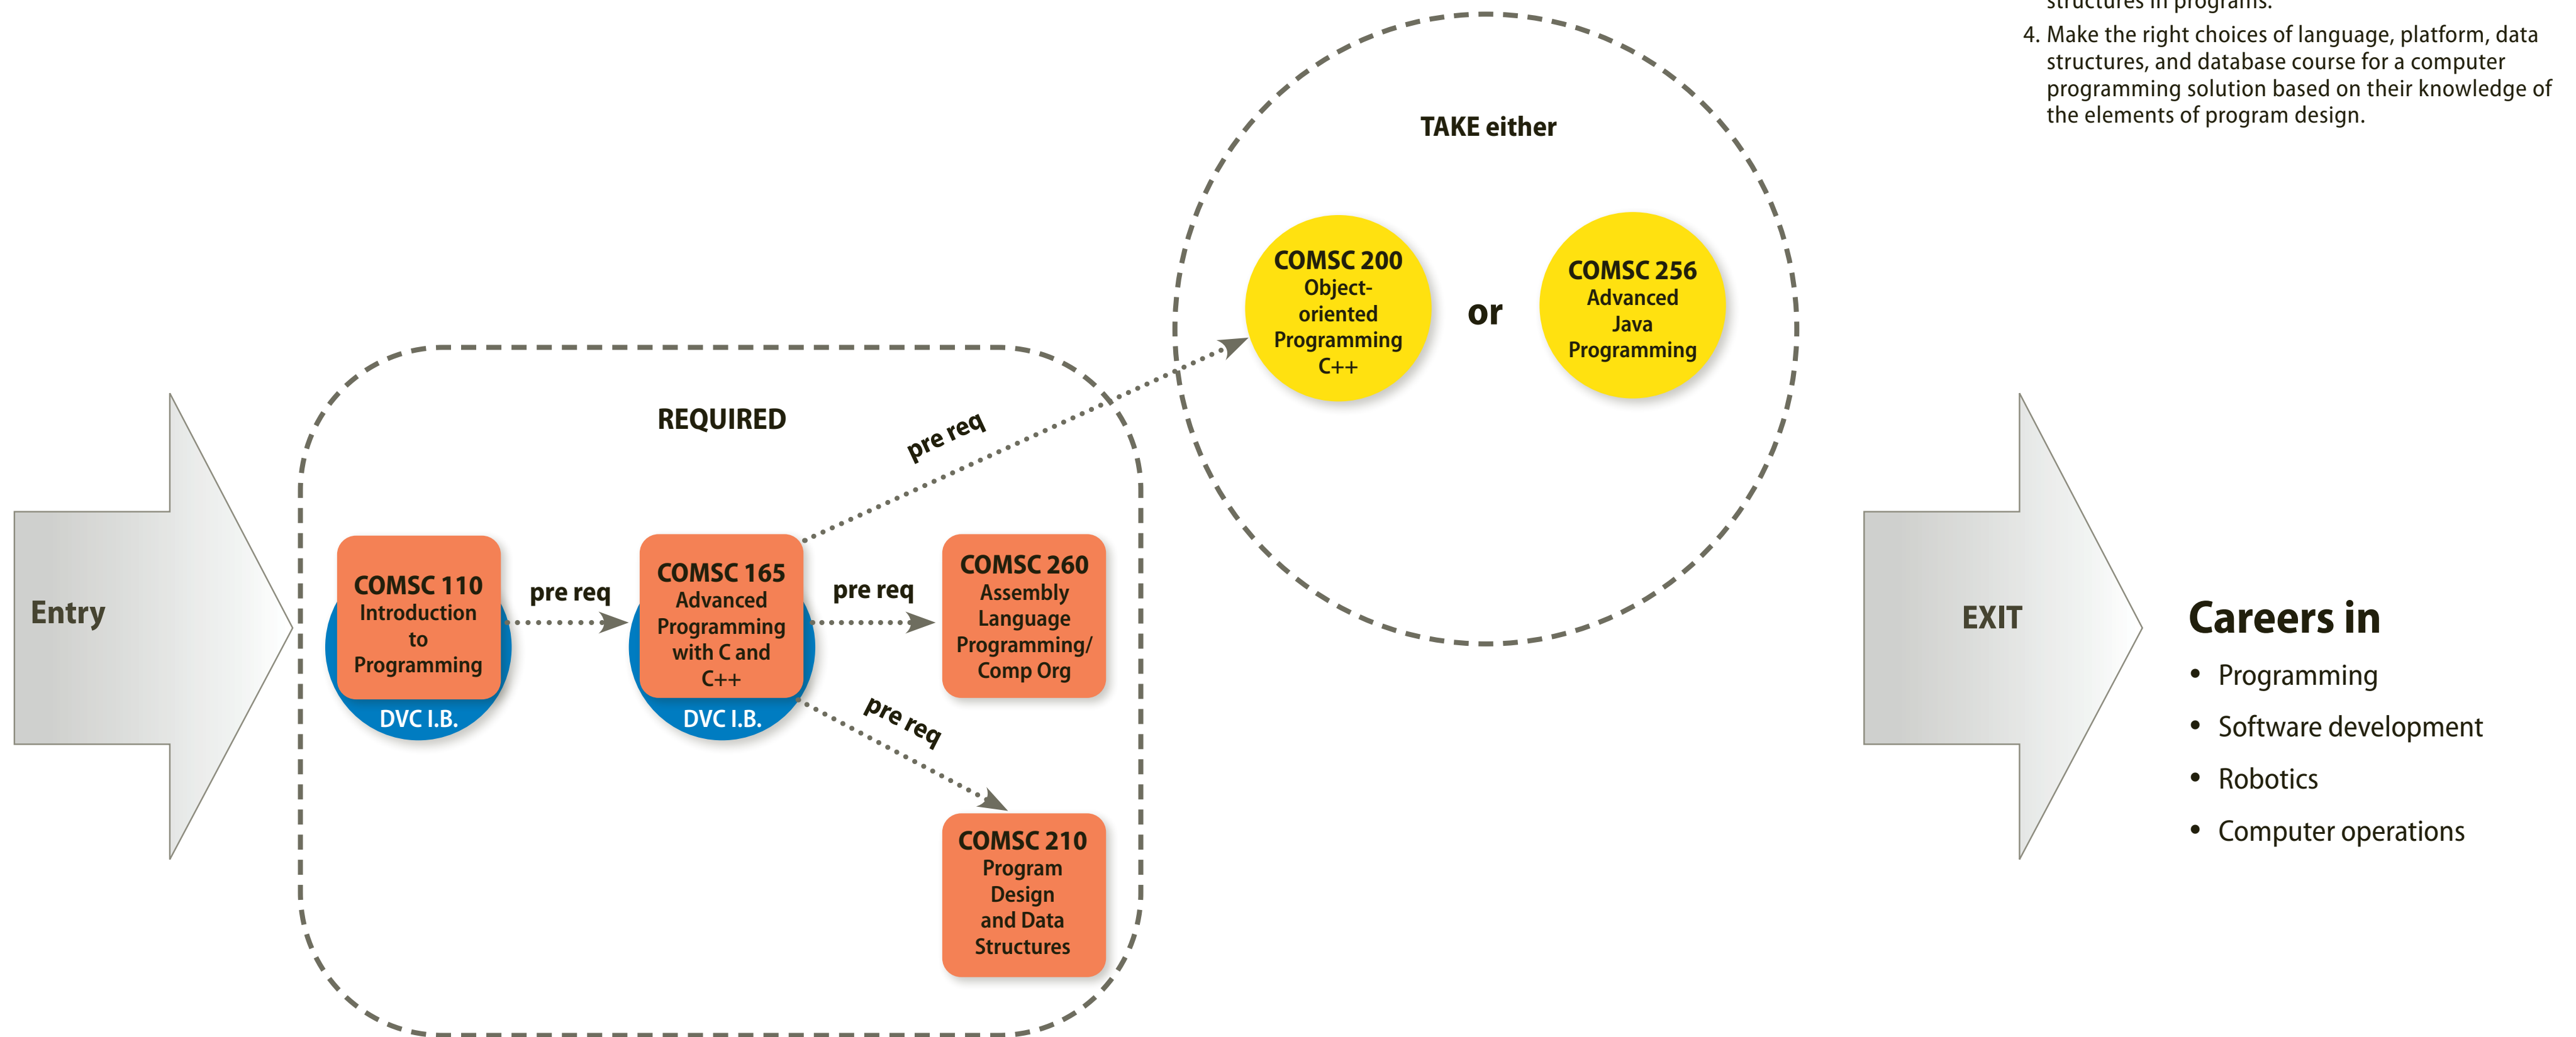 structures in programs.
4. Make the right choices of language, platform, data
structures, and database course for a computer
programming solution based on their knowledge of
the elements of program design.
TAKE either
COMSC 200
Object-
oriented
Programming
C++
or
COMSC 256
Advanced
Java
Programming
REQUIRED
pre req
Entry
COMSC 110
Introduction
to
Programming
DVC I.B.
pre req
COMSC 165
Advanced
Programming
with C and
C++
DVC I.B.
pre req
COMSC 260
Assembly
Language
Programming/
Comp Org
pre req
COMSC 210
Program
Design
and Data
Structures
EXIT
Careers in
• Programming
• Software development
• Robotics
• Computer operations